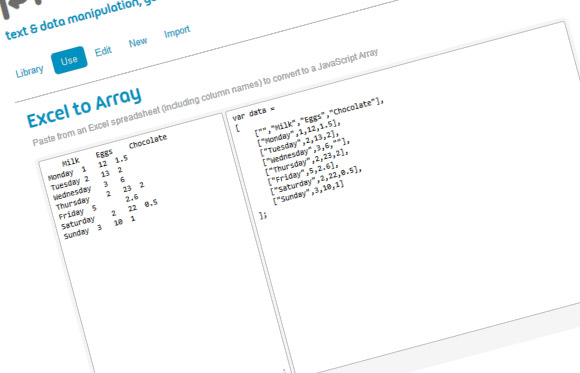 text & data manipulation,
Library Use Edit New Import
Excel to Array
Paste from an Excel spreadsheet (including column names) to convert to a JavaScript Array
Milk Eggs Chocolate
Monday 1 12 1.5
Tuesday 2 13 2
Wednesday 3 6
Thursday 2 23 2
Friday 5 2.6
Saturday 2 22 0.5
Sunday 3 10 1
var data =
[
["","Milk","Eggs","Chocolate"],
["Monday",1,12,1.5],
["Tuesday",2,13,2],
["Wednesday",3,6,""],
["Thursday",2,23,2],
["Friday",5,2.6],
["Saturday",2,22,0.5],
["Sunday",3,10,1]
];